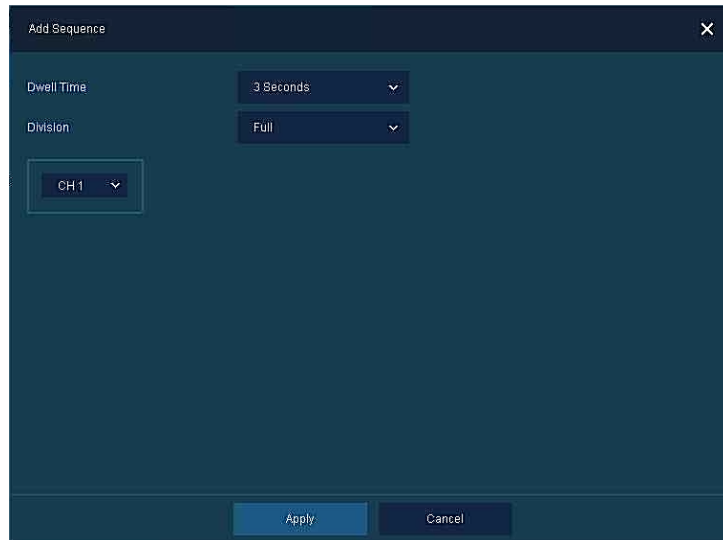 Add Sequence
Dwell Time 3 Seconds
Division Full
CH 1
Apply Cancel